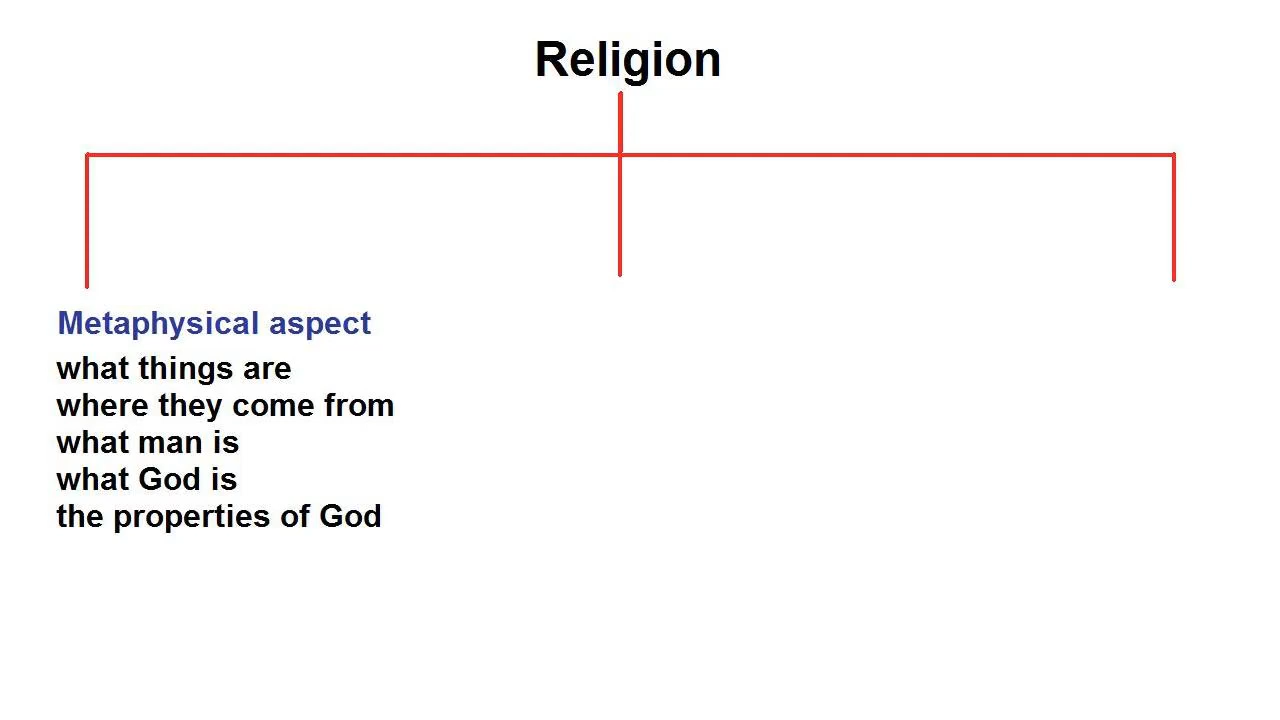 Religion
Metaphysical aspect
what things are
where they come from
what man is
what God is
the properties of God